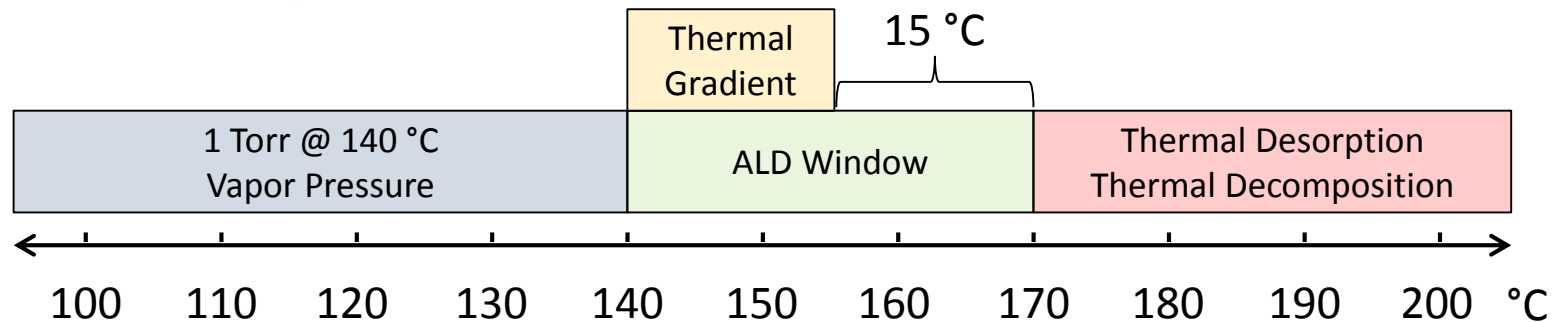 Thermal
Gradient
15 °C
1 Torr @ 140 °C
Vapor Pressure
ALD Window
Thermal Desorption
Thermal Decomposition
100 110 120 130 140 150 160 170 180 190 200 °C